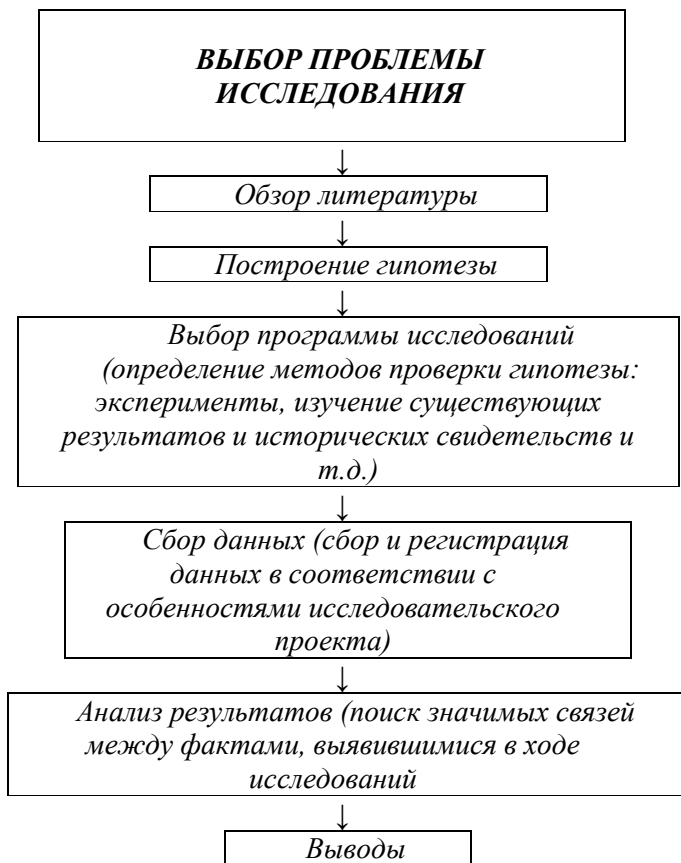 ВЫБОР ПРОБЛЕМЫ
ИССЛЕДОВАНИЯ
↓
Обзор литературы
↓
Построение гипотезы
↓
Выбор программы исследований
(определение методов проверки гипотезы:
эксперименты, изучение существующих
результатов и исторических свидетельств и
т.д.)
↓
Сбор данных (сбор и регистрация
данных в соответствии с
особенностями исследовательского
проекта)
↓
Анализ результатов (поиск значимых связей
между фактами, выявившимися в ходе
исследований
↓
Выводы